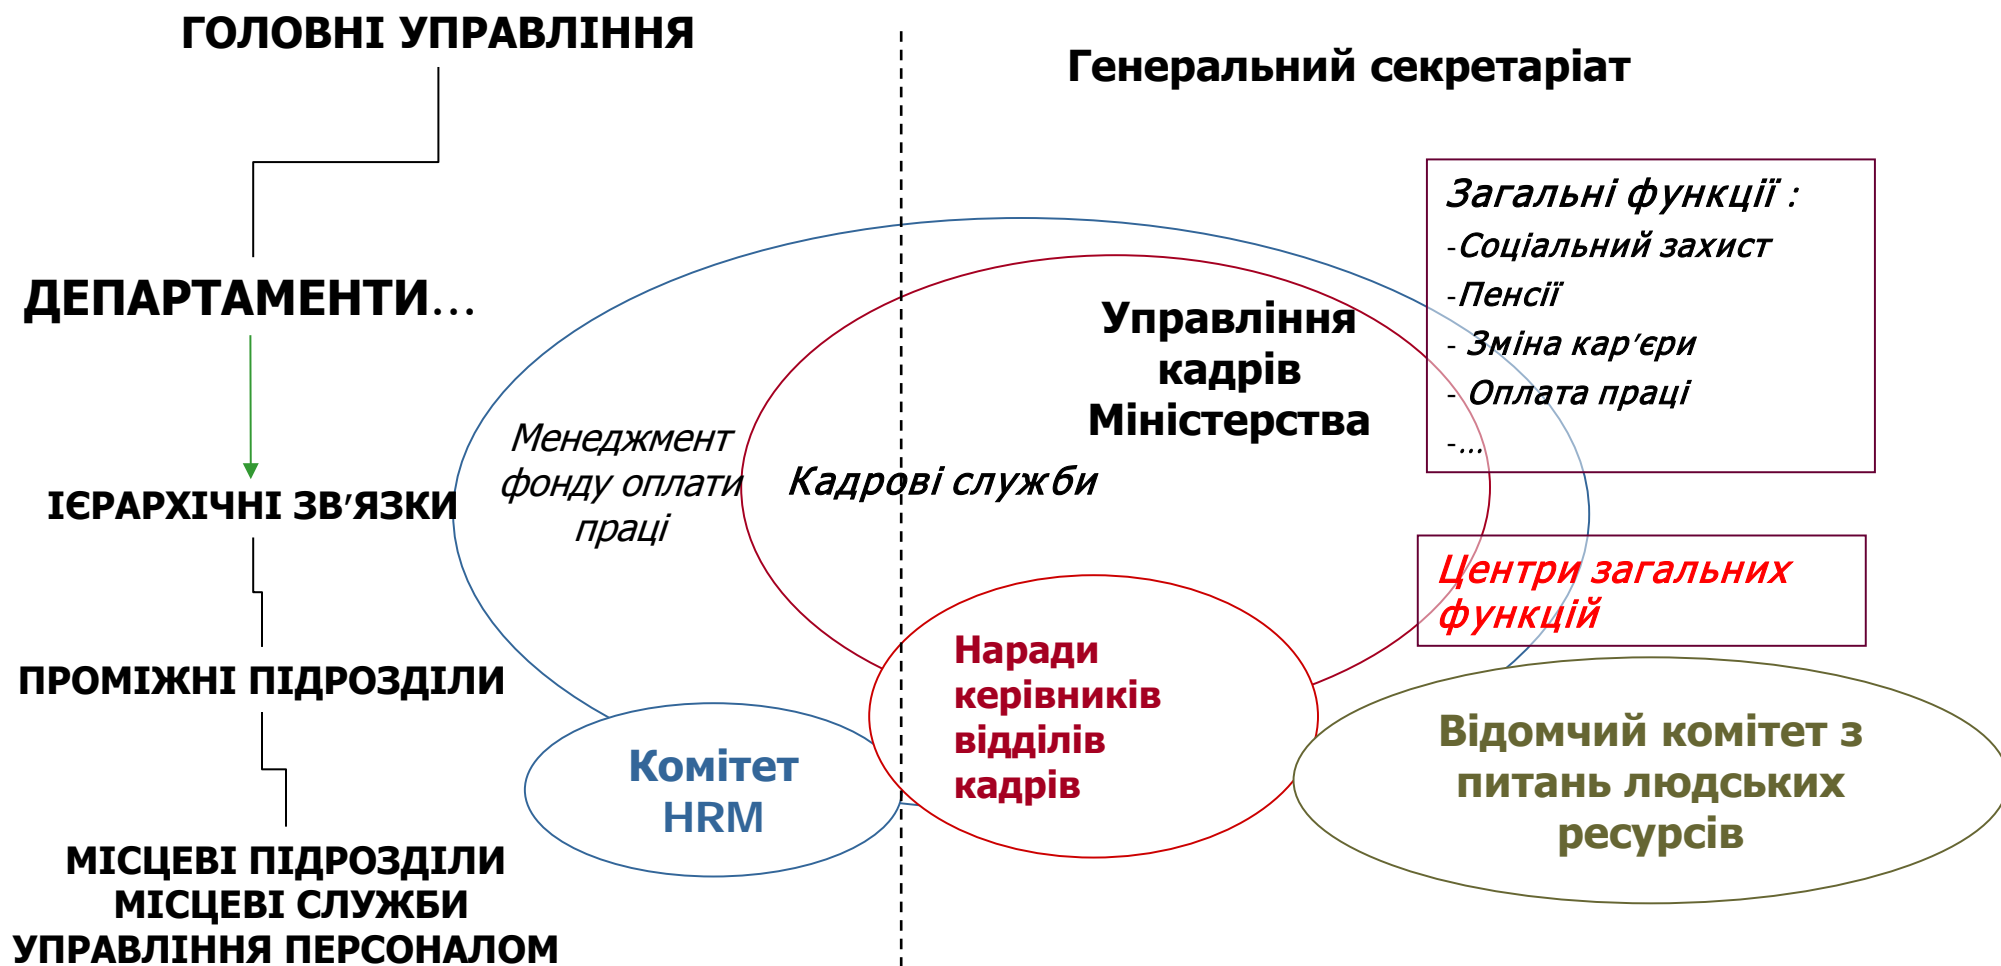 ГОЛОВНІ УПРАВЛІННЯ
Генеральний секретаріат
ДЕПАРТАМЕНТИ...
ІЄРАРХІЧНІ ЗВ’ЯЗКИ
ПРОМІЖНІ ПІДРОЗДІЛИ
МІСЦЕВІ ПІДРОЗДІЛИ
МІСЦЕВІ СЛУЖБИ
УПРАВЛІННЯ ПЕРСОНАЛОМ
Менеджмент
фонду оплати
праці
Кадрові служби
Управління
кадрів
Міністерства
Загальні функції :
-Соціальний захист
-Пенсії
- Зміна кар’єри
- Оплата праці
-...
Центри загальних
функцій
Комітет
HRM
Наради
керівників
відділів
кадрів
Відомчий комітет з
питань людських
ресурсів